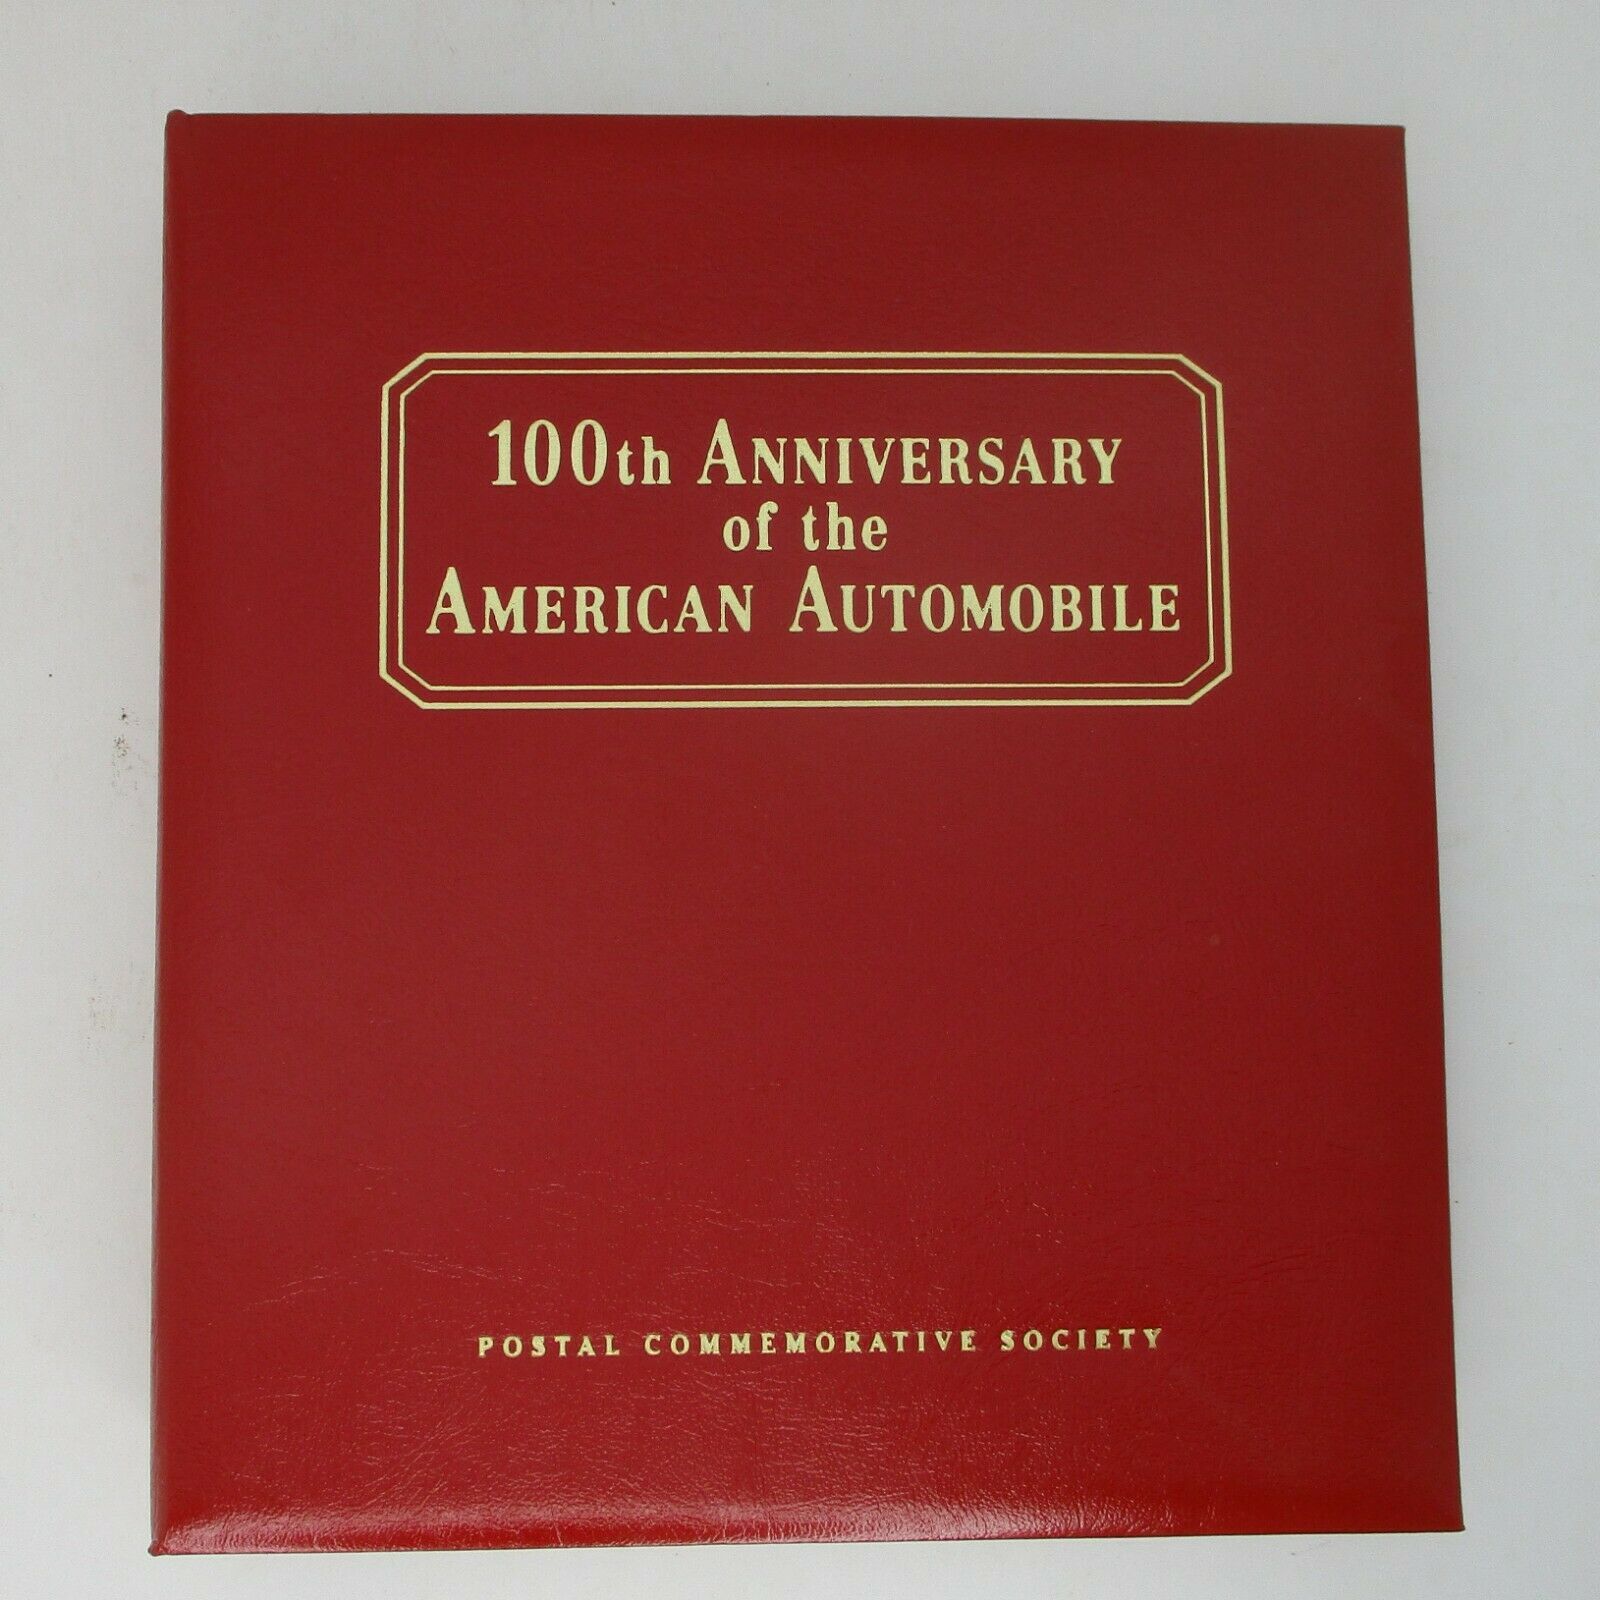 100th ANNIVERSARY
of the
AMERICAN AUTOMOBILE
POSTAL COMMEMORATIVE SOCIETY